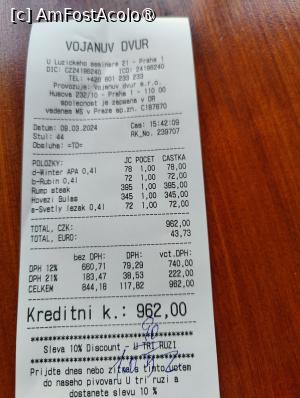 © AmFostAcolo®
VOJANUV DVUR
U Luzickeho seminare 21 - Praha 1
DIC: CZ24196240 ICO: 24196240
TEL: +420 601 233 233
Provozuje: Vojanuv dvur s.r.o.
Husova 232/10 - Praha 1 - 110 00
spolecnost je zapsana v OR
vedenem MS v Praze sp.zn. C187870
Datum: 09.03.2024 Cas: 15:42:09
Stul: 44 RK_No. 239707
Obsluha: =TO=
POLOZKY: JC POCET CASTKA
d-Winter APA 0,4l 78 1,00 78,00
b-Rubin 0,4l 72 1,00 72,00
Rump steak 395 1,00 395,00
Hovezi Gulas 345 1,00 345,00
a-Svetly lezak 0,4l 72 1,00 72,00
TOTAL, CZK: 962,00
TOTAL, EURO: 43,73
bez DPH: DPH: vct.DPH:
DPH 12% 660,71 79,29 740,00
DPH 21% 183,47 38,53 222,00
CELKEM 844,18 117,82 962,00
Kreditni k.: 962,00
Sleva 10% Discount - U TRI RUZI
Prijdte dnes nebo zitra s timto uctem
do naseho pivovaru U tri ruzi a
dostanete slevu 10 %